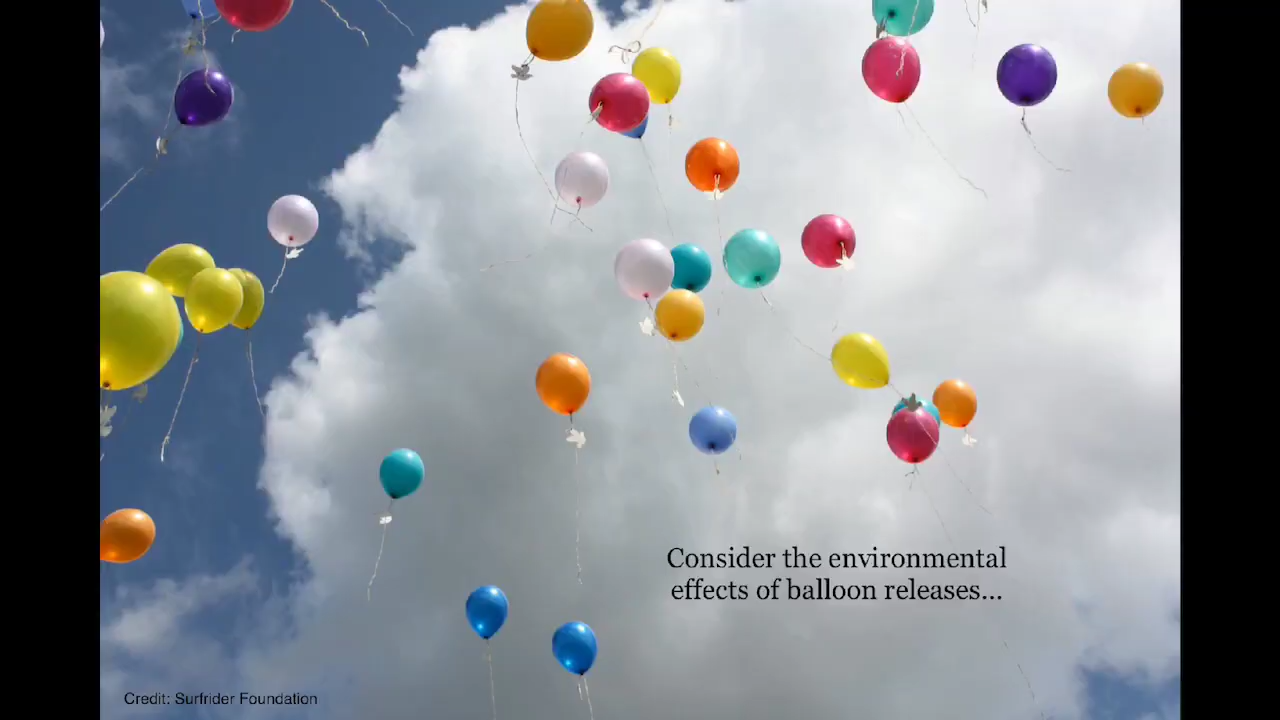 Consider the environmental
effects of balloon releases...
Credit: Surfrider Foundation